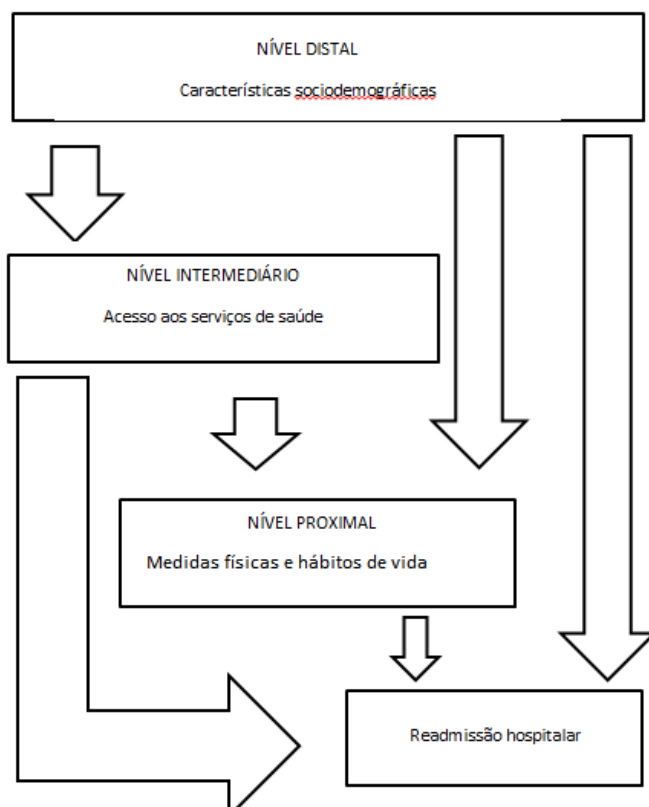 NÍVEL DISTAL
Características sociodemográficas
NÍVEL INTERMEDIÁRIO
Acesso aos serviços de saúde
NÍVEL PROXIMAL
Medidas físicas e hábitos de vida
Readmissão hospitalar